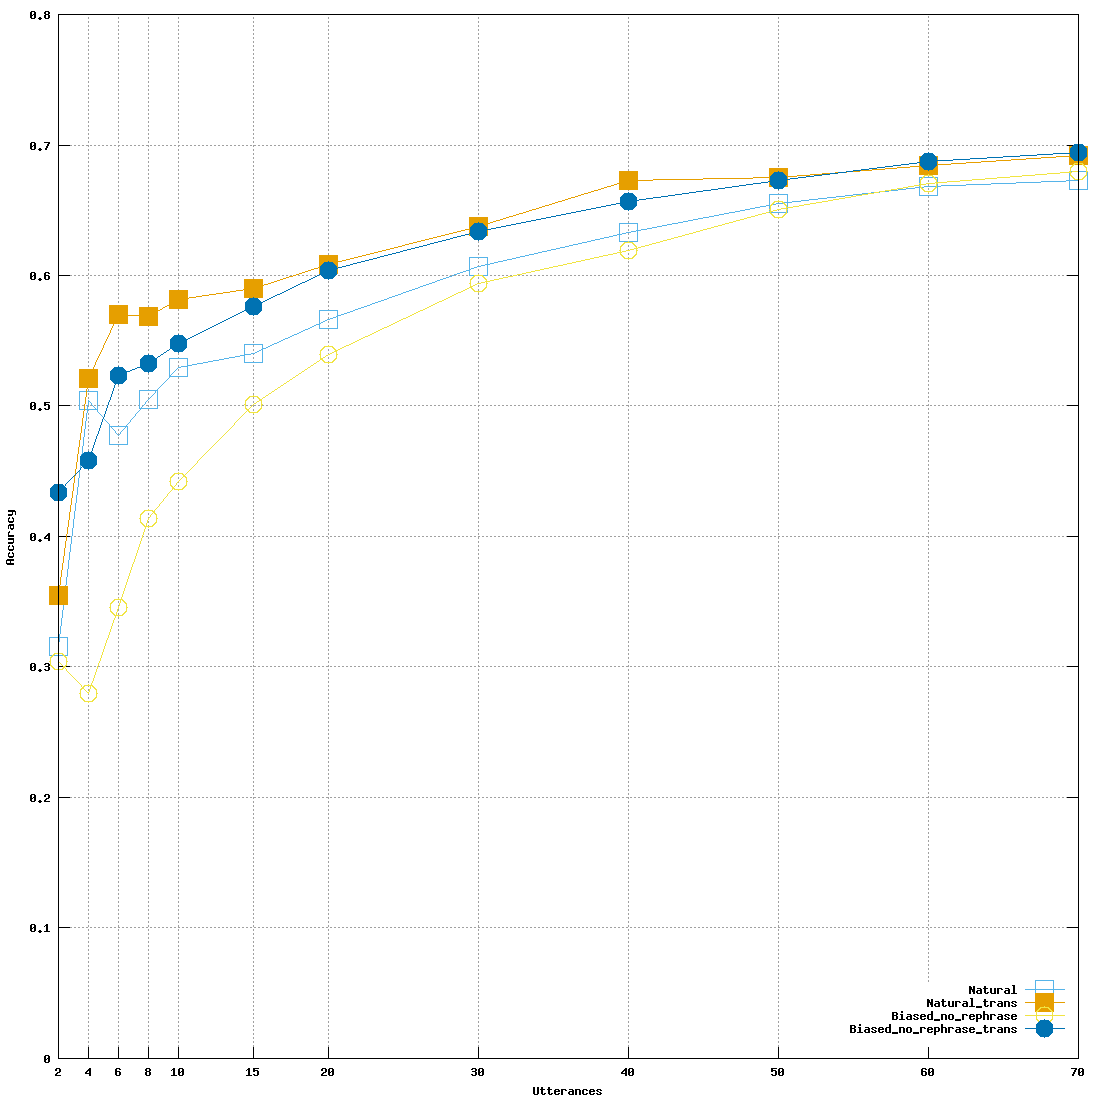 0.8
0.7
0.6
0.5
0.4
0.3
0.2
0.1
0
Accuracy
2 4 6 8 10 15 20 30 40 50 60 70
Utterances
Natural
Natural_trans
Biased_no_rephrase
Biased_no_rephrase_trans